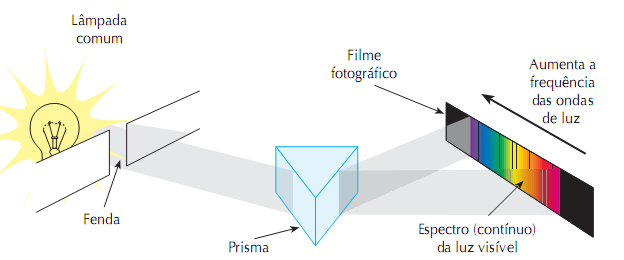 Lâmpada
comum
Filme
fotográfico
Aumenta a
frequência
das ondas
de luz
Fenda
Prisma
Espectro (contínuo)
da luz visível